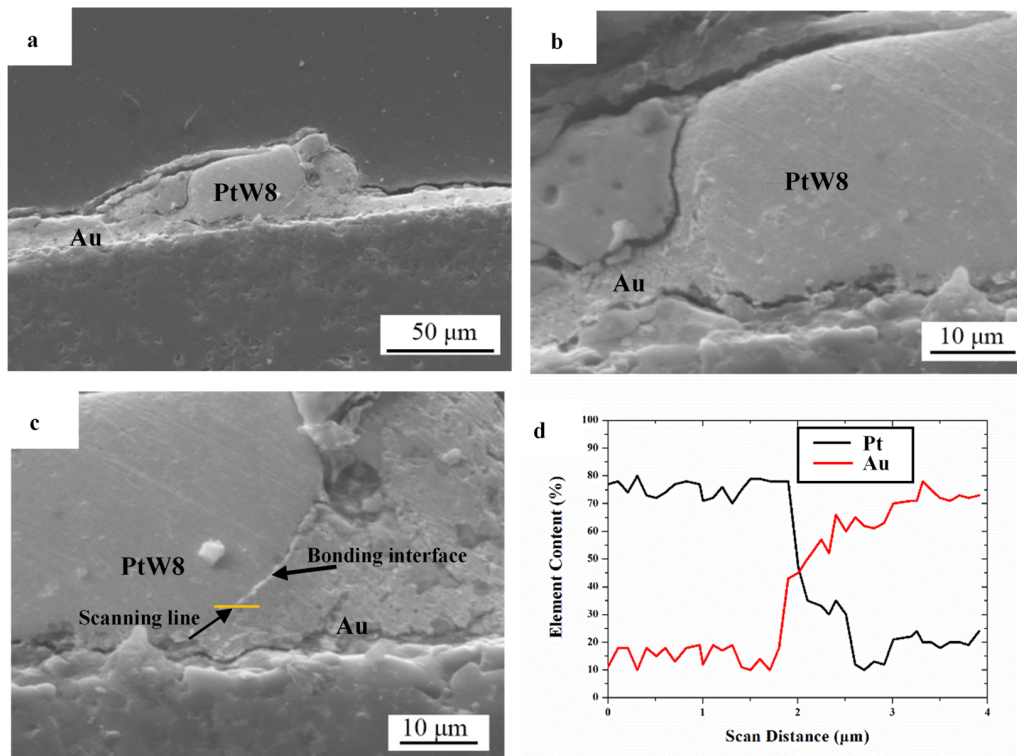 a
PtW8
Au
50 μm
b
PtW8
Au
10 μm
c
PtW8
Bonding interface
Scanning line
Au
10 μm
d
Pt
Au
100
90
80
70
60
50
40
30
20
10
0
0 1 2 3 4
Element Content (%)
Scan Distance (μm)